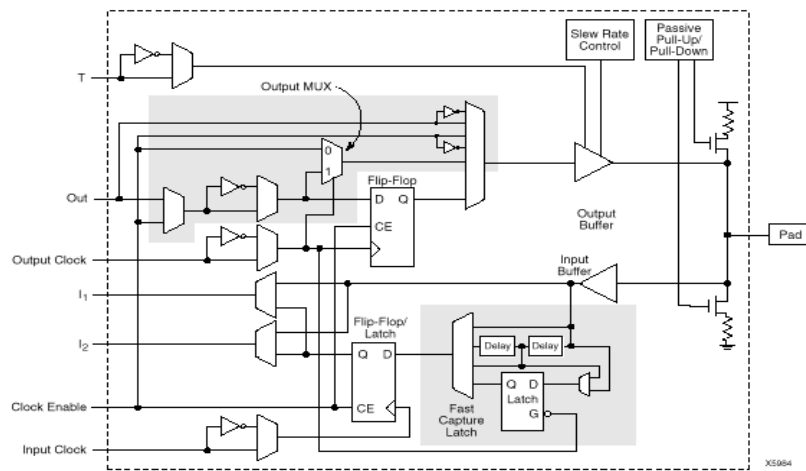 Slew Rate
Control
Passive
Pull-Up/
Pull-Down
T
Output MUX
0
1
Flip-Flop
Out
D Q
CE
Output
Buffer
Pad
Output Clock
Input
Buffer
I1
Flip-Flop/
Latch
I2
Delay
Delay
Q D
Q D
Latch
G
Clock Enable
CE
Fast
Capture
Latch
Input Clock
X5984